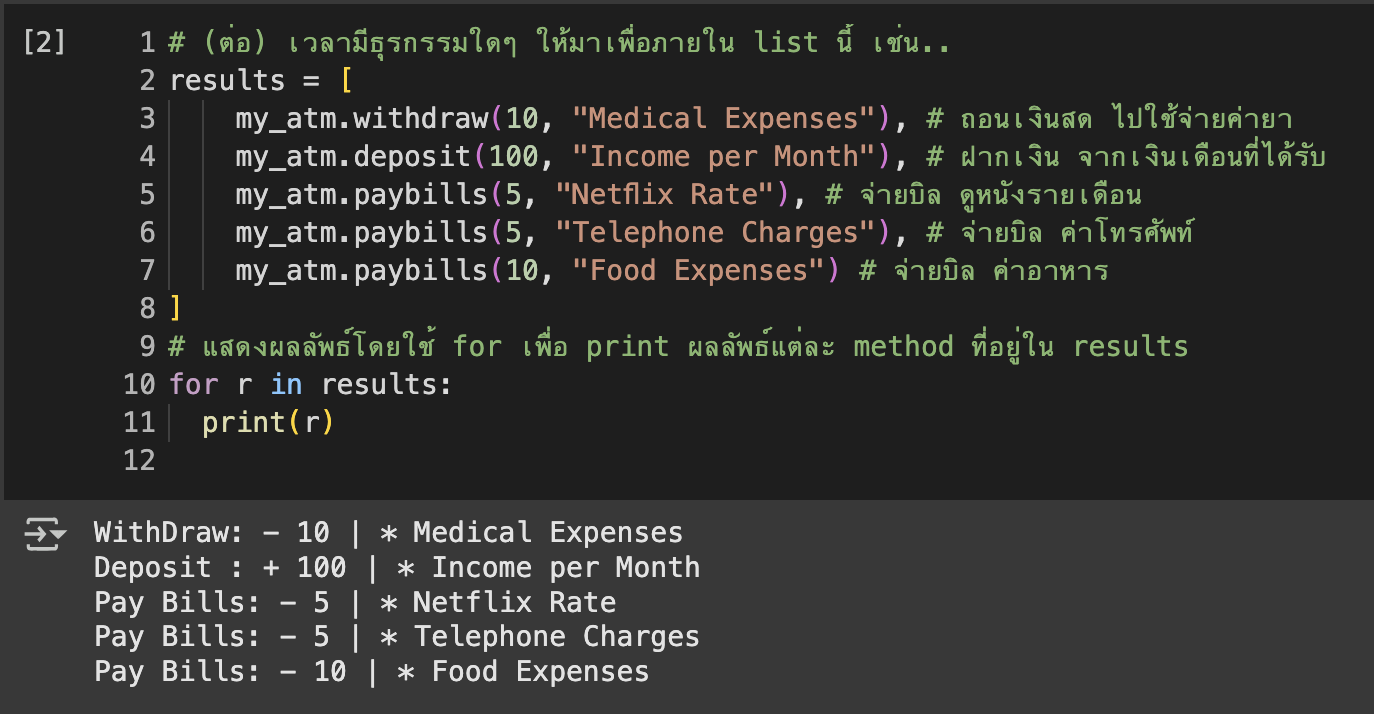 [2]
1 # (ต่อ) เวลามีธุรกรรมใดๆ ให้มาเพื่อภายใน list นี้ เช่น..
2 results = [
3     my_atm.withdraw(10, "Medical Expenses"), # ถอนเงินสด ไปใช้จ่ายค่ายา
4     my_atm.deposit(100, "Income per Month"), # ฝากเงิน จากเงินเดือนที่ได้รับ
5     my_atm.paybills(5, "Netflix Rate"), # จ่ายบิล ดูหนังรายเดือน
6     my_atm.paybills(5, "Telephone Charges"), # จ่ายบิล ค่าโทรศัพท์
7     my_atm.paybills(10, "Food Expenses") # จ่ายบิล ค่าอาหาร
8 ]
9 # แสดงผลลัพธ์โดยใช้ for เพื่อ print ผลลัพธ์แต่ละ method ที่อยู่ใน results
10 for r in results:
11   print(r)
12
WithDraw: - 10 | * Medical Expenses
Deposit : + 100 | * Income per Month
Pay Bills: - 5 | * Netflix Rate
Pay Bills: - 5 | * Telephone Charges
Pay Bills: - 10 | * Food Expenses